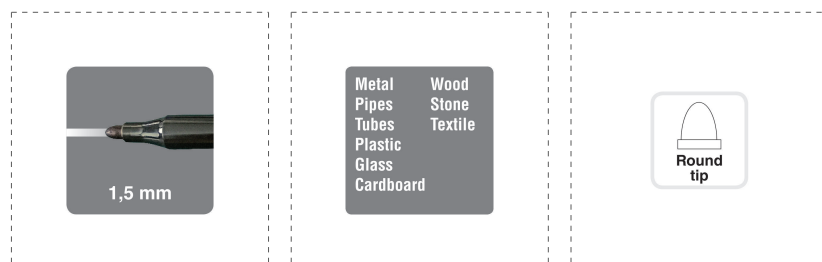 1,5 mm
Metal
Pipes
Tubes
Plastic
Glass
Cardboard
Wood
Stone
Textile
Round
tip